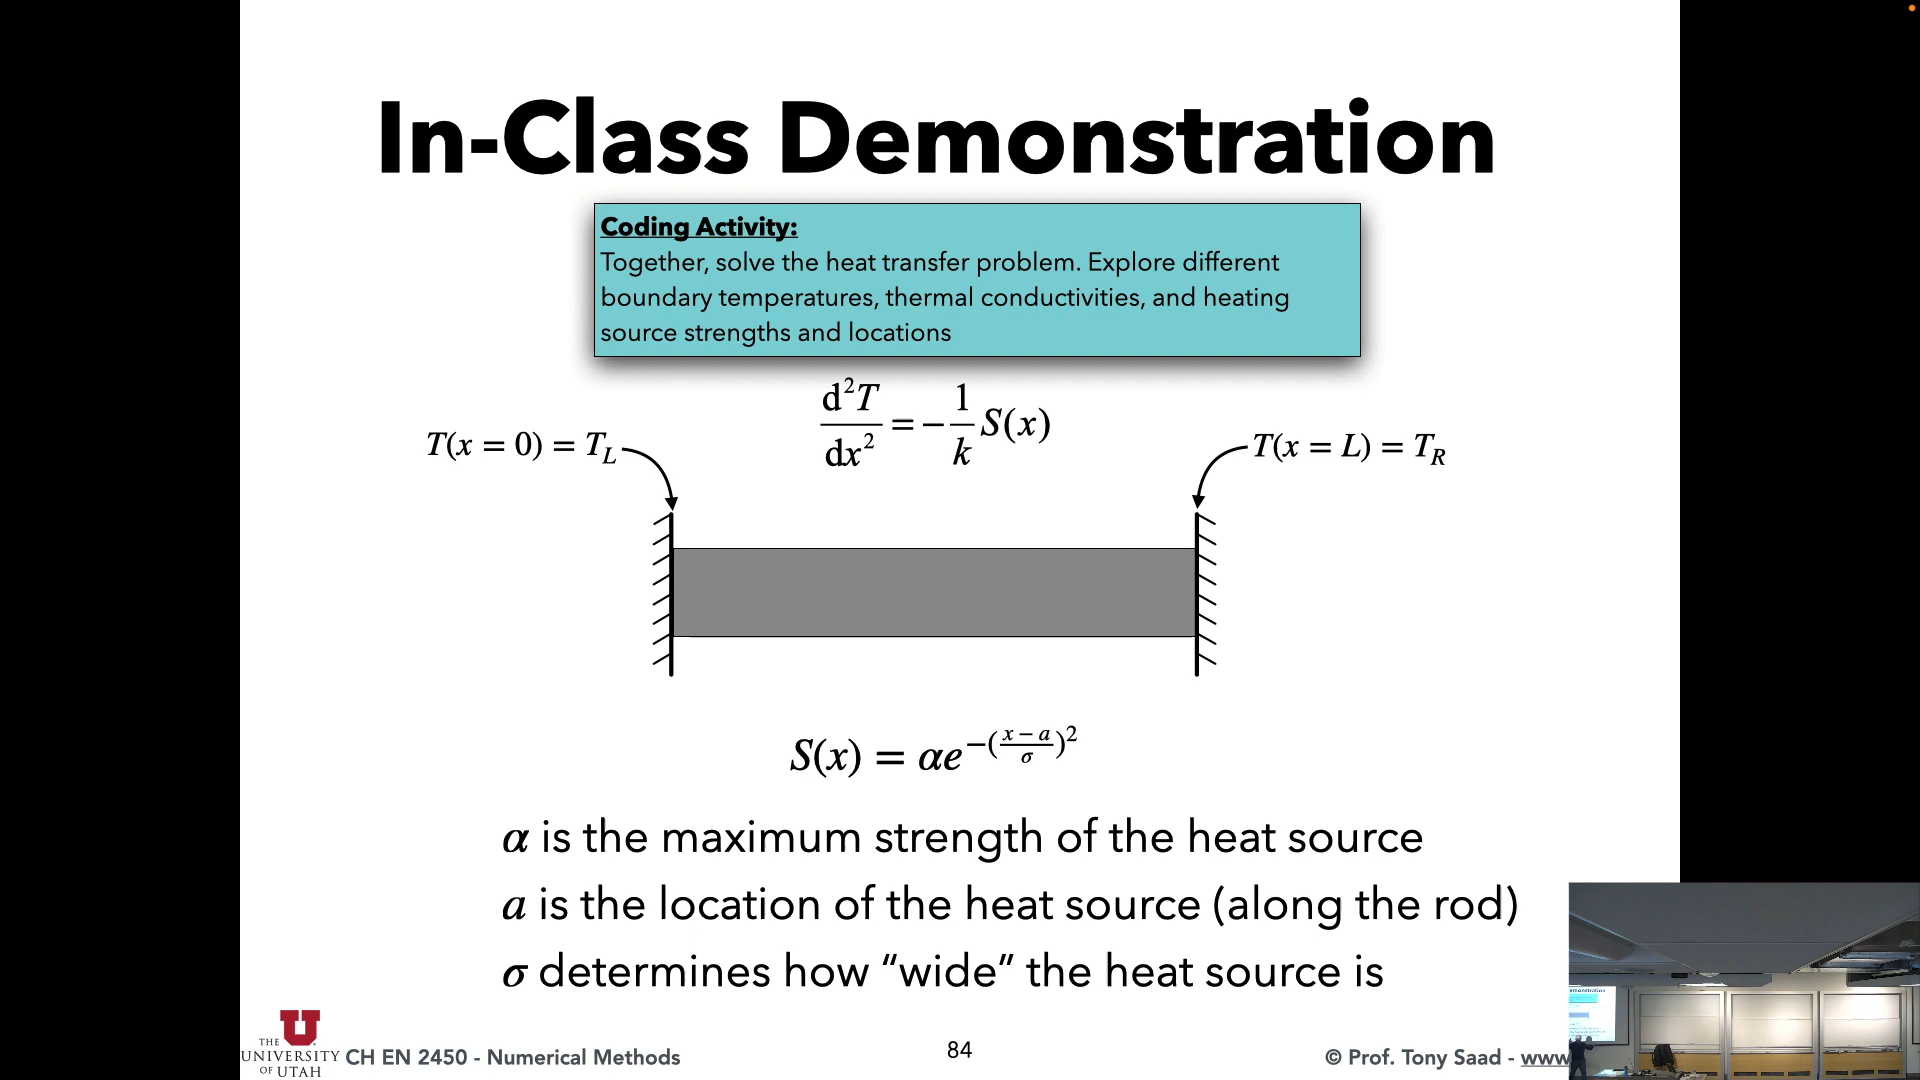 In-Class Demonstration
Coding Activity:
Together, solve the heat transfer problem. Explore different
boundary temperatures, thermal conductivities, and heating
source strengths and locations
d²T/dx² = −1/k S(x)
T(x = 0) = T_L
T(x = L) = T_R
S(x) = αe^−((x − a)/σ)²
α is the maximum strength of the heat source
a is the location of the heat source (along the rod)
σ determines how “wide” the heat source is
THE
UNIVERSITY
OF UTAH
CH EN 2450 - Numerical Methods
84
© Prof. Tony Saad - www